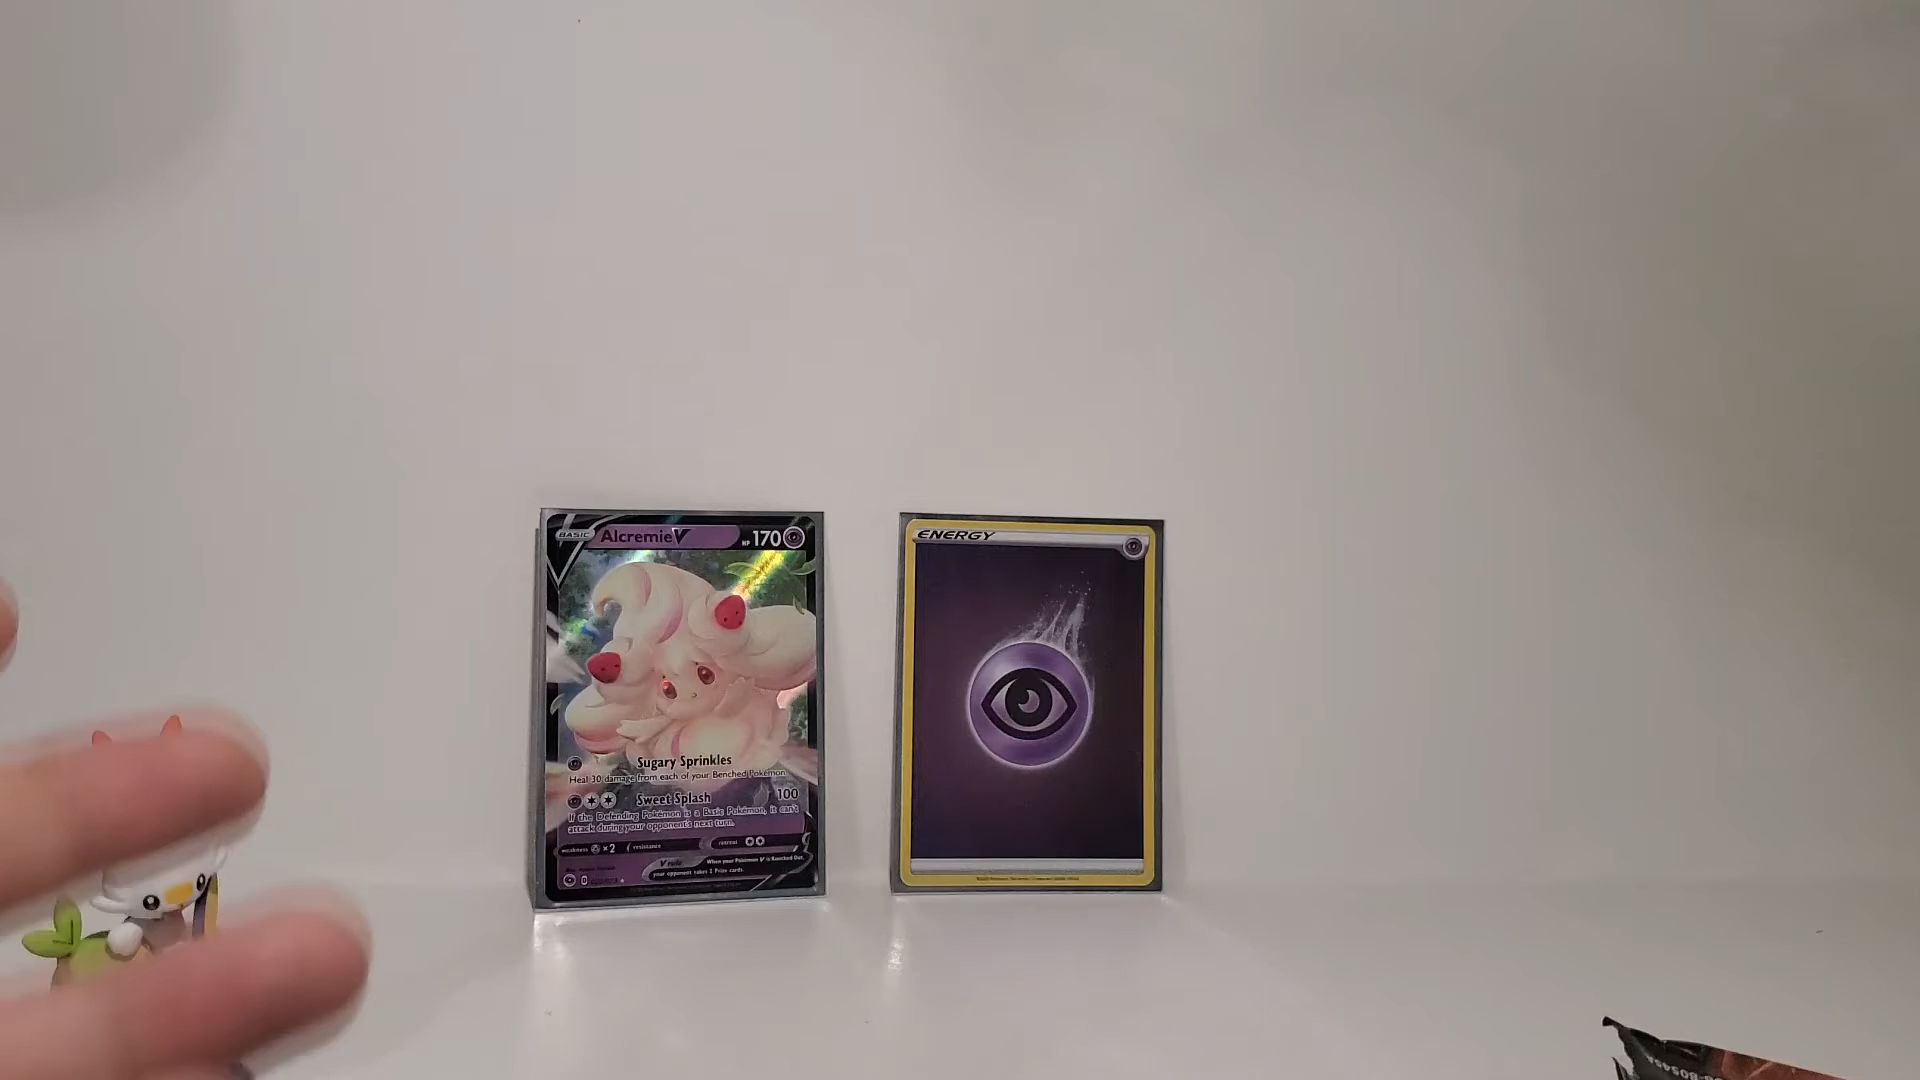 BASIC AlcremieV HP 170
Sugary Sprinkles
Heal 30 damage from each of your Benched Pokémon.
Sweet Splash 100
If the Defending Pokémon is a Basic Pokémon, it can't
attack during your opponent's next turn.
weakness ×2 resistance retreat
V rule When your Pokémon V is Knocked Out,
your opponent takes 2 Prize cards.
D
ENERGY